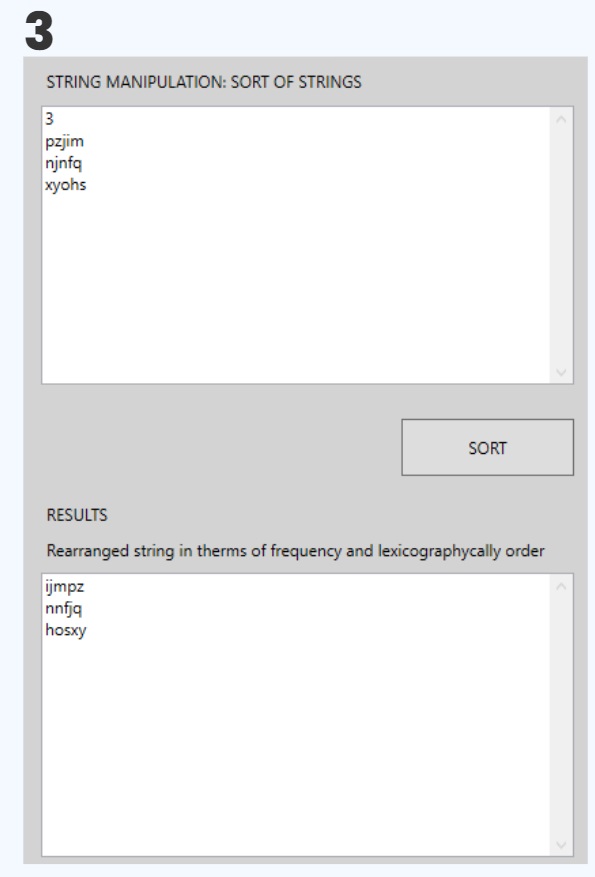 3
STRING MANIPULATION: SORT OF STRINGS
3
pzjim
njnfq
xyohs
SORT
RESULTS
Rearranged string in therms of frequency and lexicographycally order
ijmpz
nnfjq
hosxy